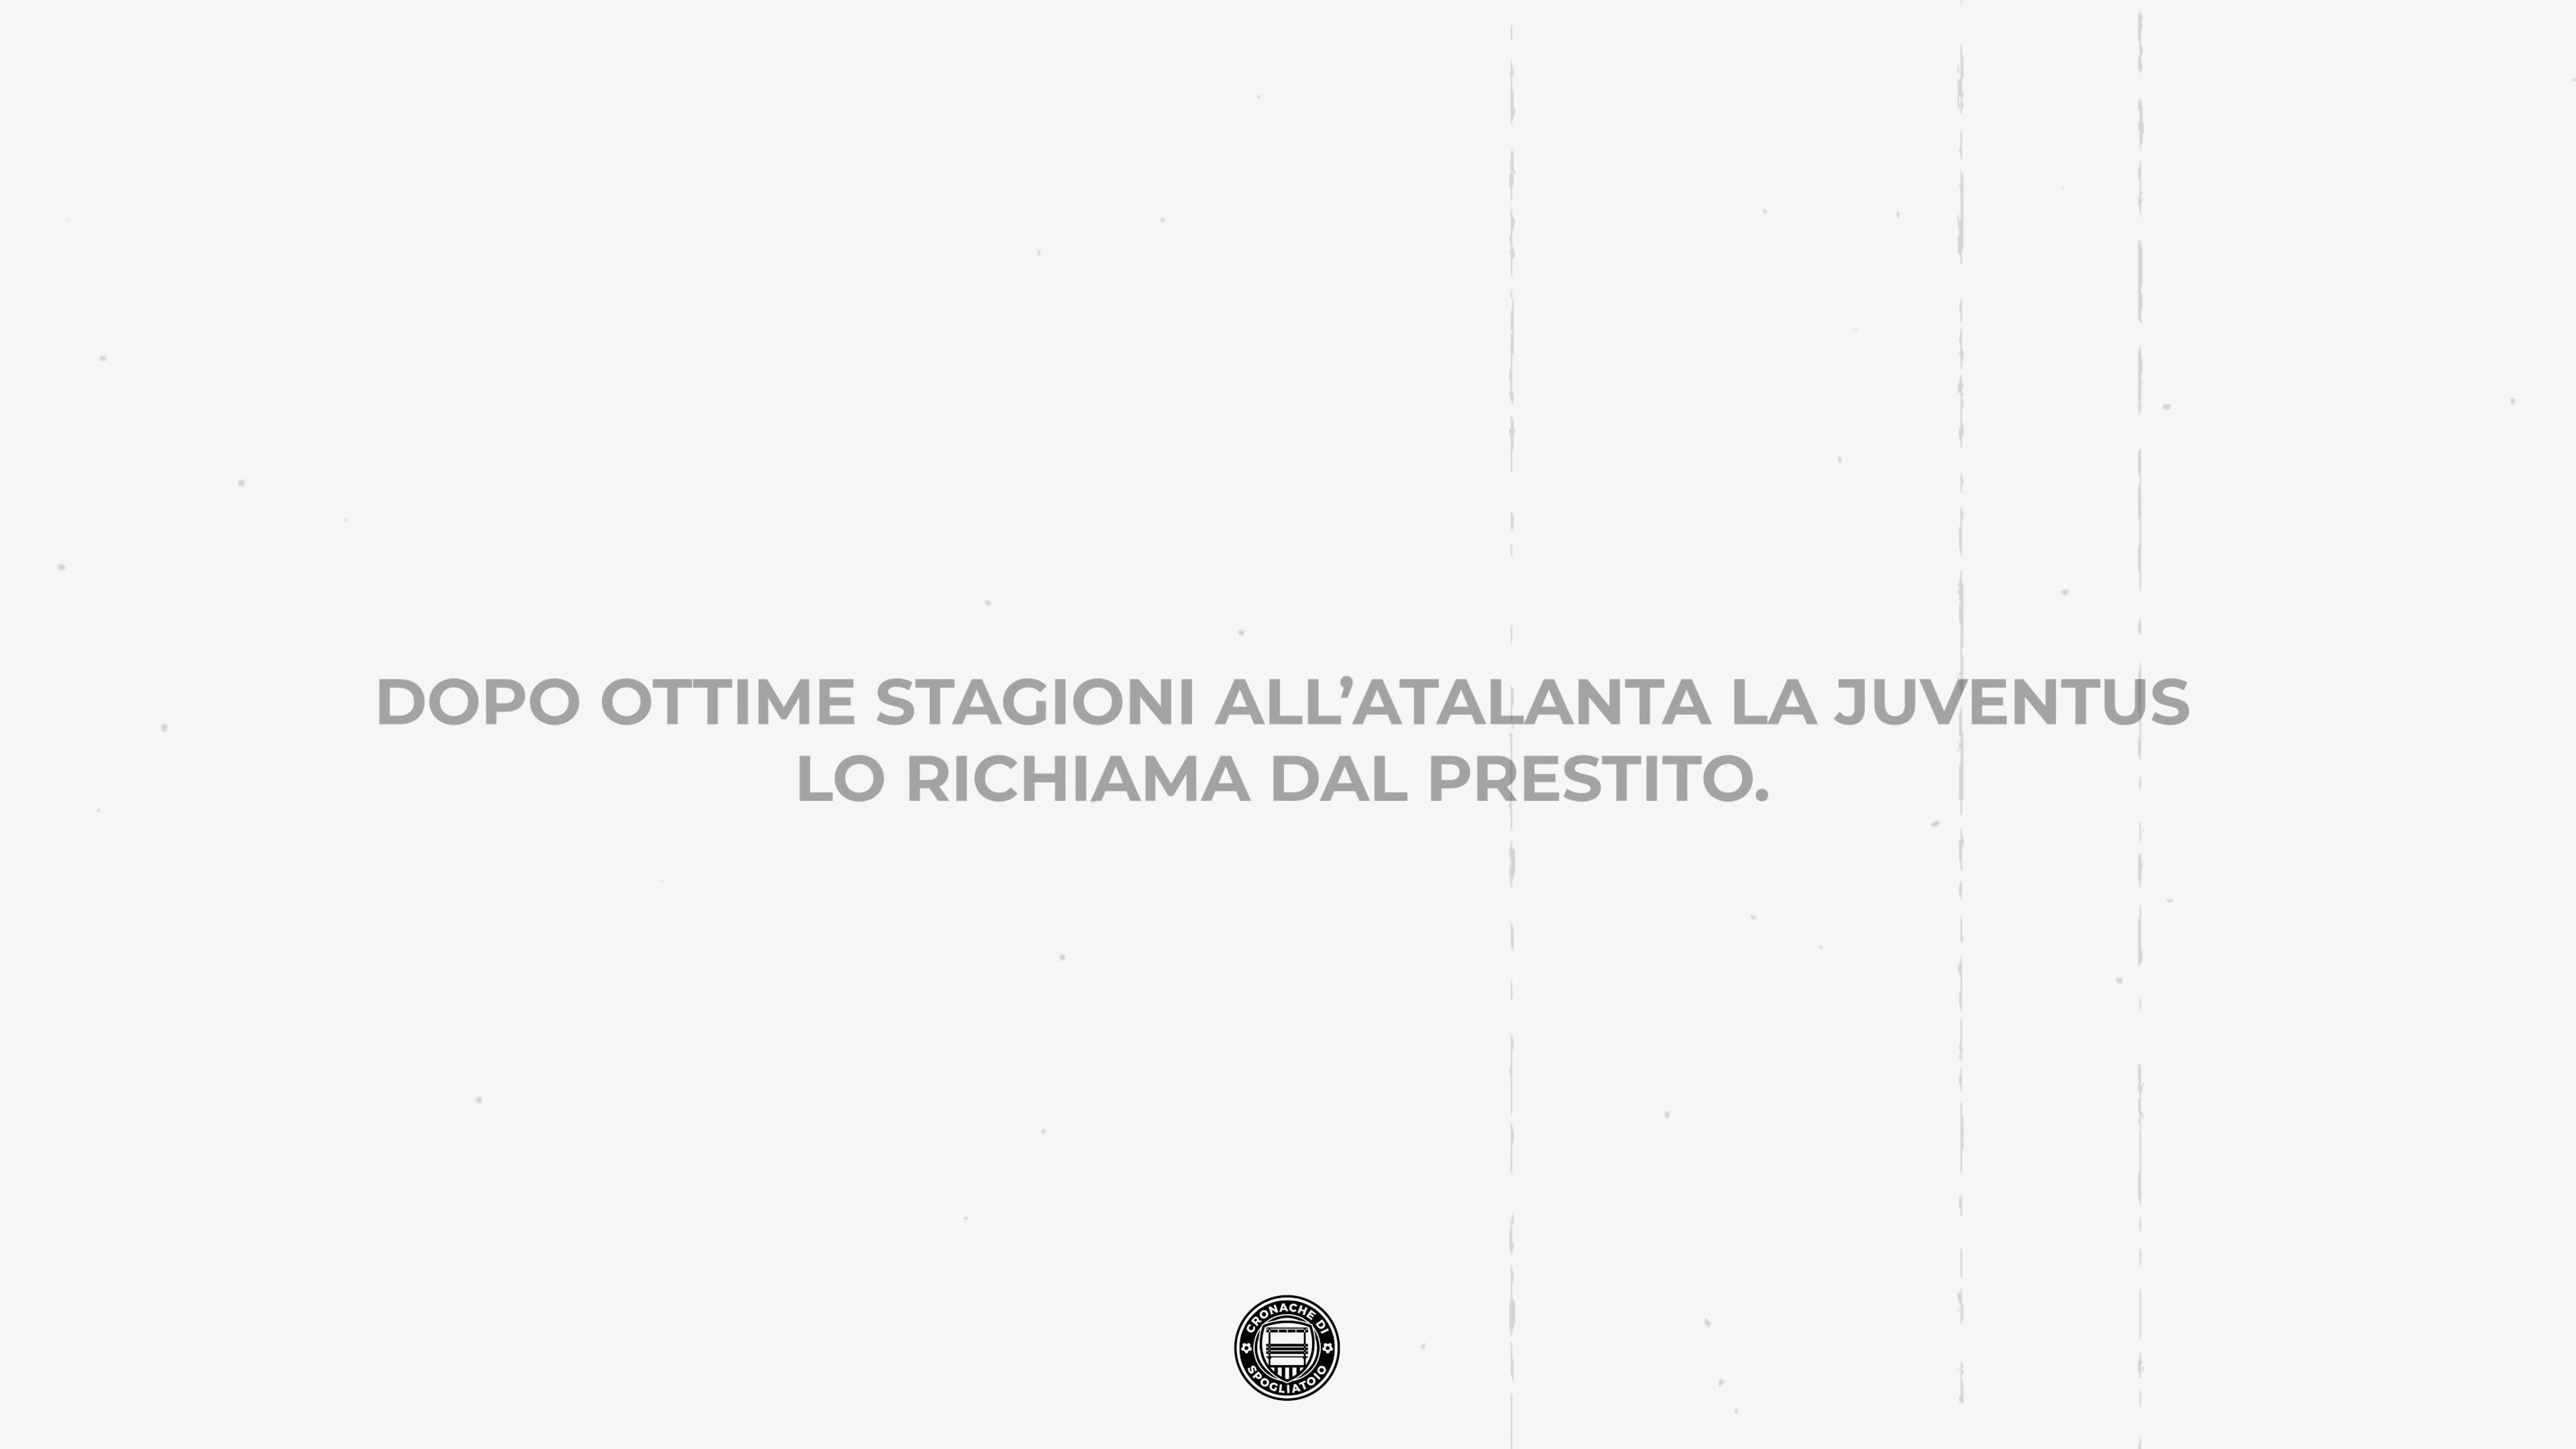 DOPO OTTIME STAGIONI ALL’ATALANTA LA JUVENTUS
LO RICHIAMA DAL PRESTITO.
CRONACHE DI
SPOGLIATOIO